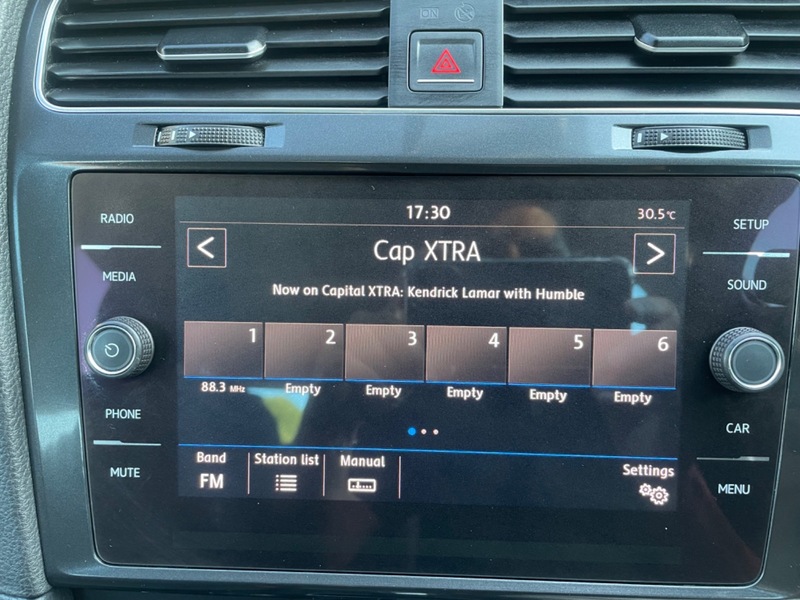 ON
RADIO
MEDIA
PHONE
MUTE
17:30
30.5°C
Cap XTRA
Now on Capital XTRA: Kendrick Lamar with Humble
1 2 3 4 5 6
88.3 MHz Empty Empty Empty Empty Empty
Band
FM
Station list
Manual
Settings
SETUP
SOUND
CAR
MENU